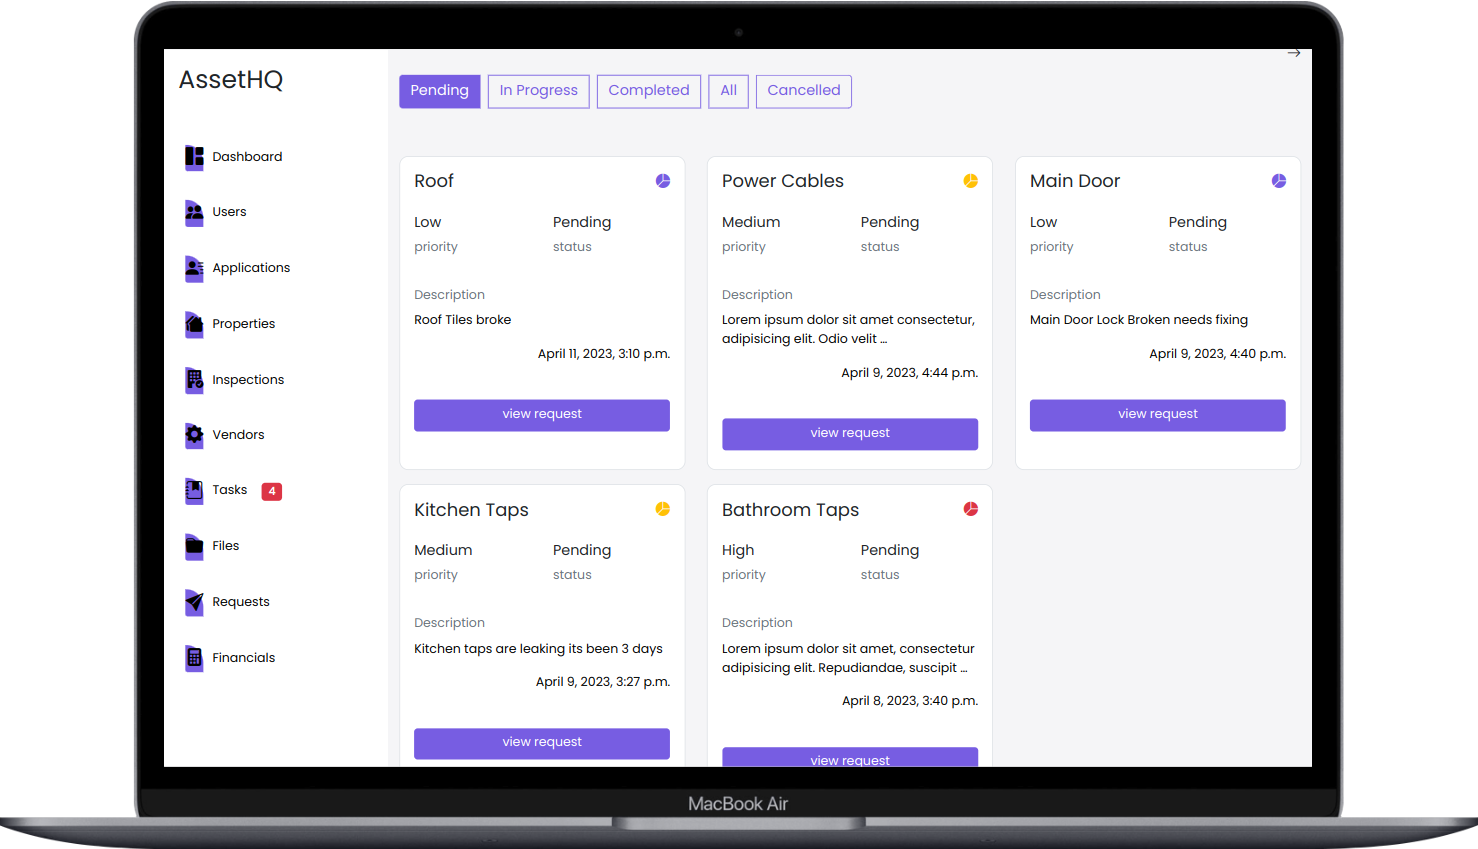 AssetHQ
Dashboard
Users
Applications
Properties
Inspections
Vendors
Tasks 4
Files
Requests
Financials
Pending In Progress Completed All Cancelled
Roof
Low Pending
priority status
Description
Roof Tiles broke
April 11, 2023, 3:10 p.m.
view request
Power Cables
Medium Pending
priority status
Description
Lorem ipsum dolor sit amet consectetur,
adipisicing elit. Odio velit ...
April 9, 2023, 4:44 p.m.
view request
Main Door
Low Pending
priority status
Description
Main Door Lock Broken needs fixing
April 9, 2023, 4:40 p.m.
view request
Kitchen Taps
Medium Pending
priority status
Description
Kitchen taps are leaking its been 3 days
April 9, 2023, 3:27 p.m.
view request
Bathroom Taps
High Pending
priority status
Description
Lorem ipsum dolor sit amet, consectetur
adipisicing elit. Repudiandae, suscipit ...
April 8, 2023, 3:40 p.m.
view request
MacBook Air